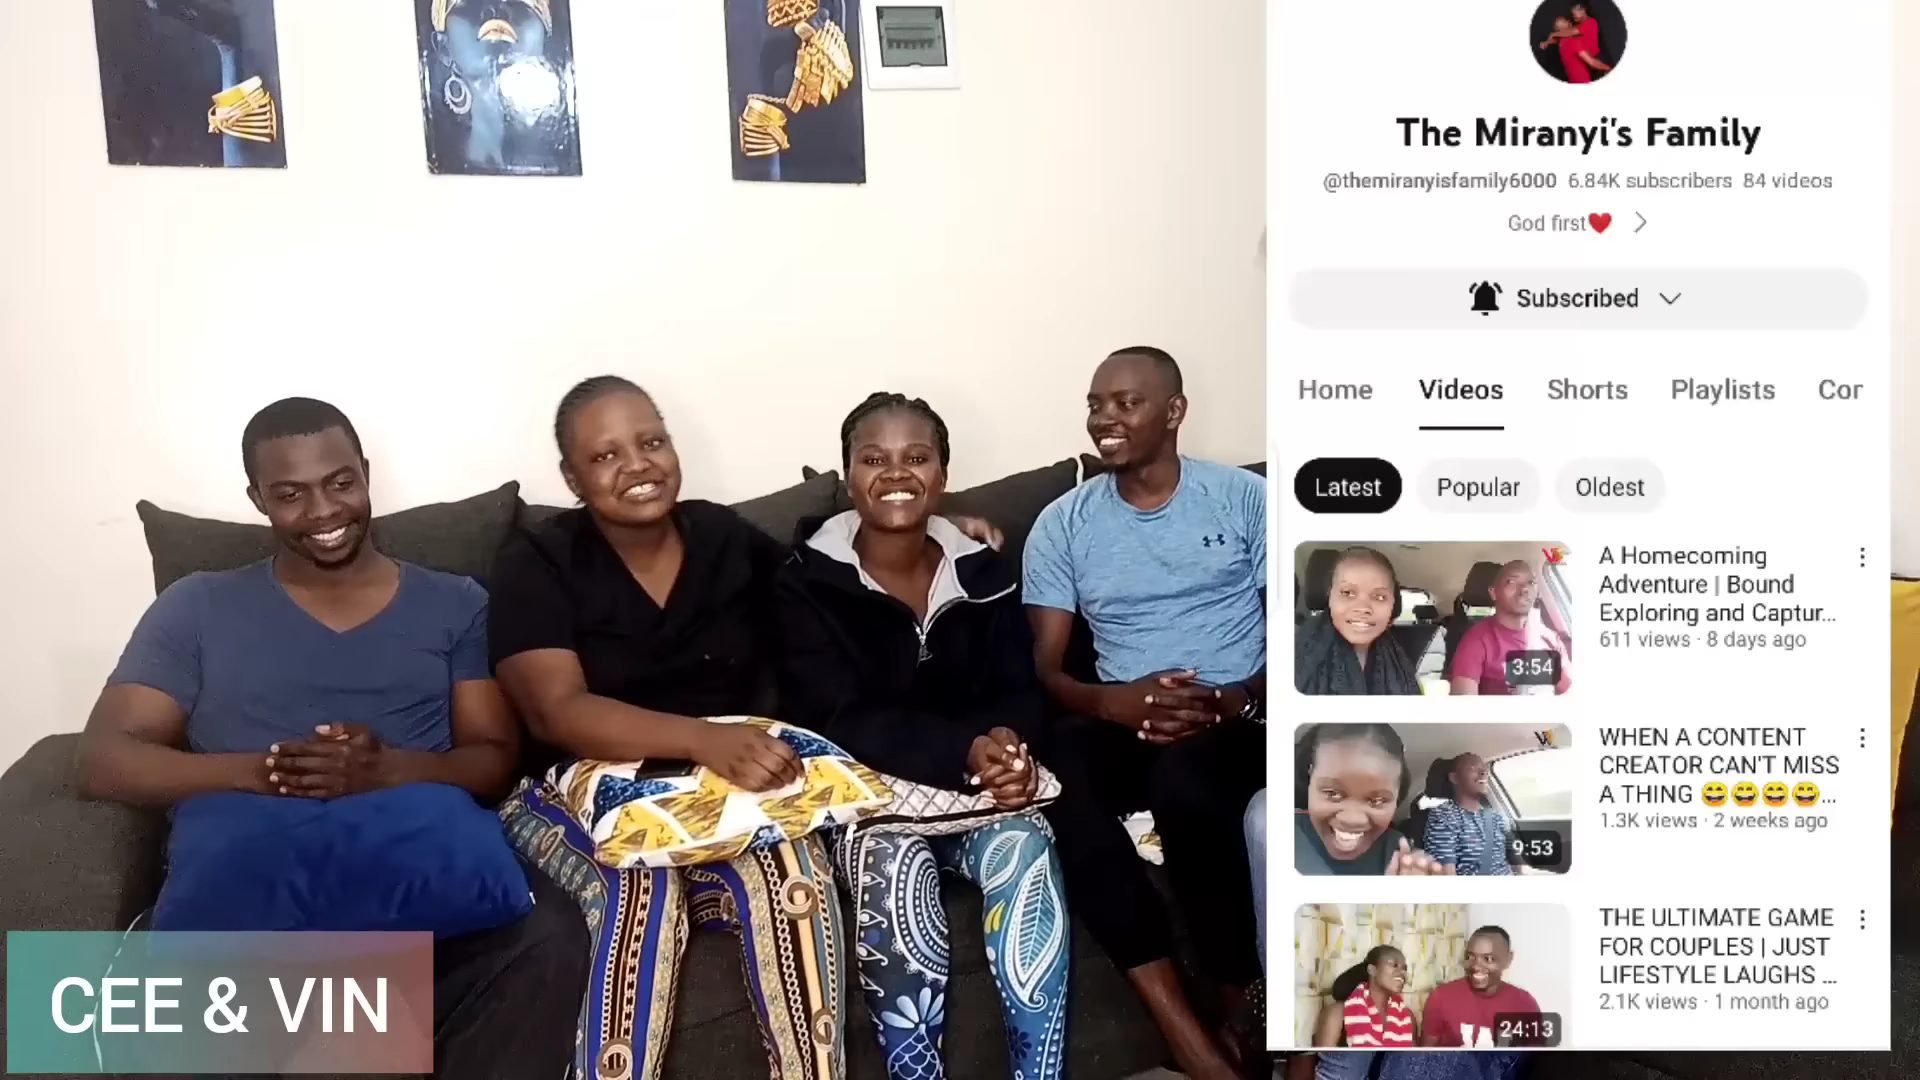 The Miranyi's Family
@themiranyisfamily6000 6.84K subscribers 84 videos
God first❤️ >
Subscribed
Home Videos Shorts Playlists Cor
Latest Popular Oldest
A Homecoming
Adventure | Bound
Exploring and Captur...
611 views · 8 days ago
3:54
WHEN A CONTENT
CREATOR CAN'T MISS
A THING 😄😄😄😄...
1.3K views · 2 weeks ago
9:53
THE ULTIMATE GAME
FOR COUPLES | JUST
LIFESTYLE LAUGHS ...
2.1K views · 1 month ago
24:13
CEE & VIN